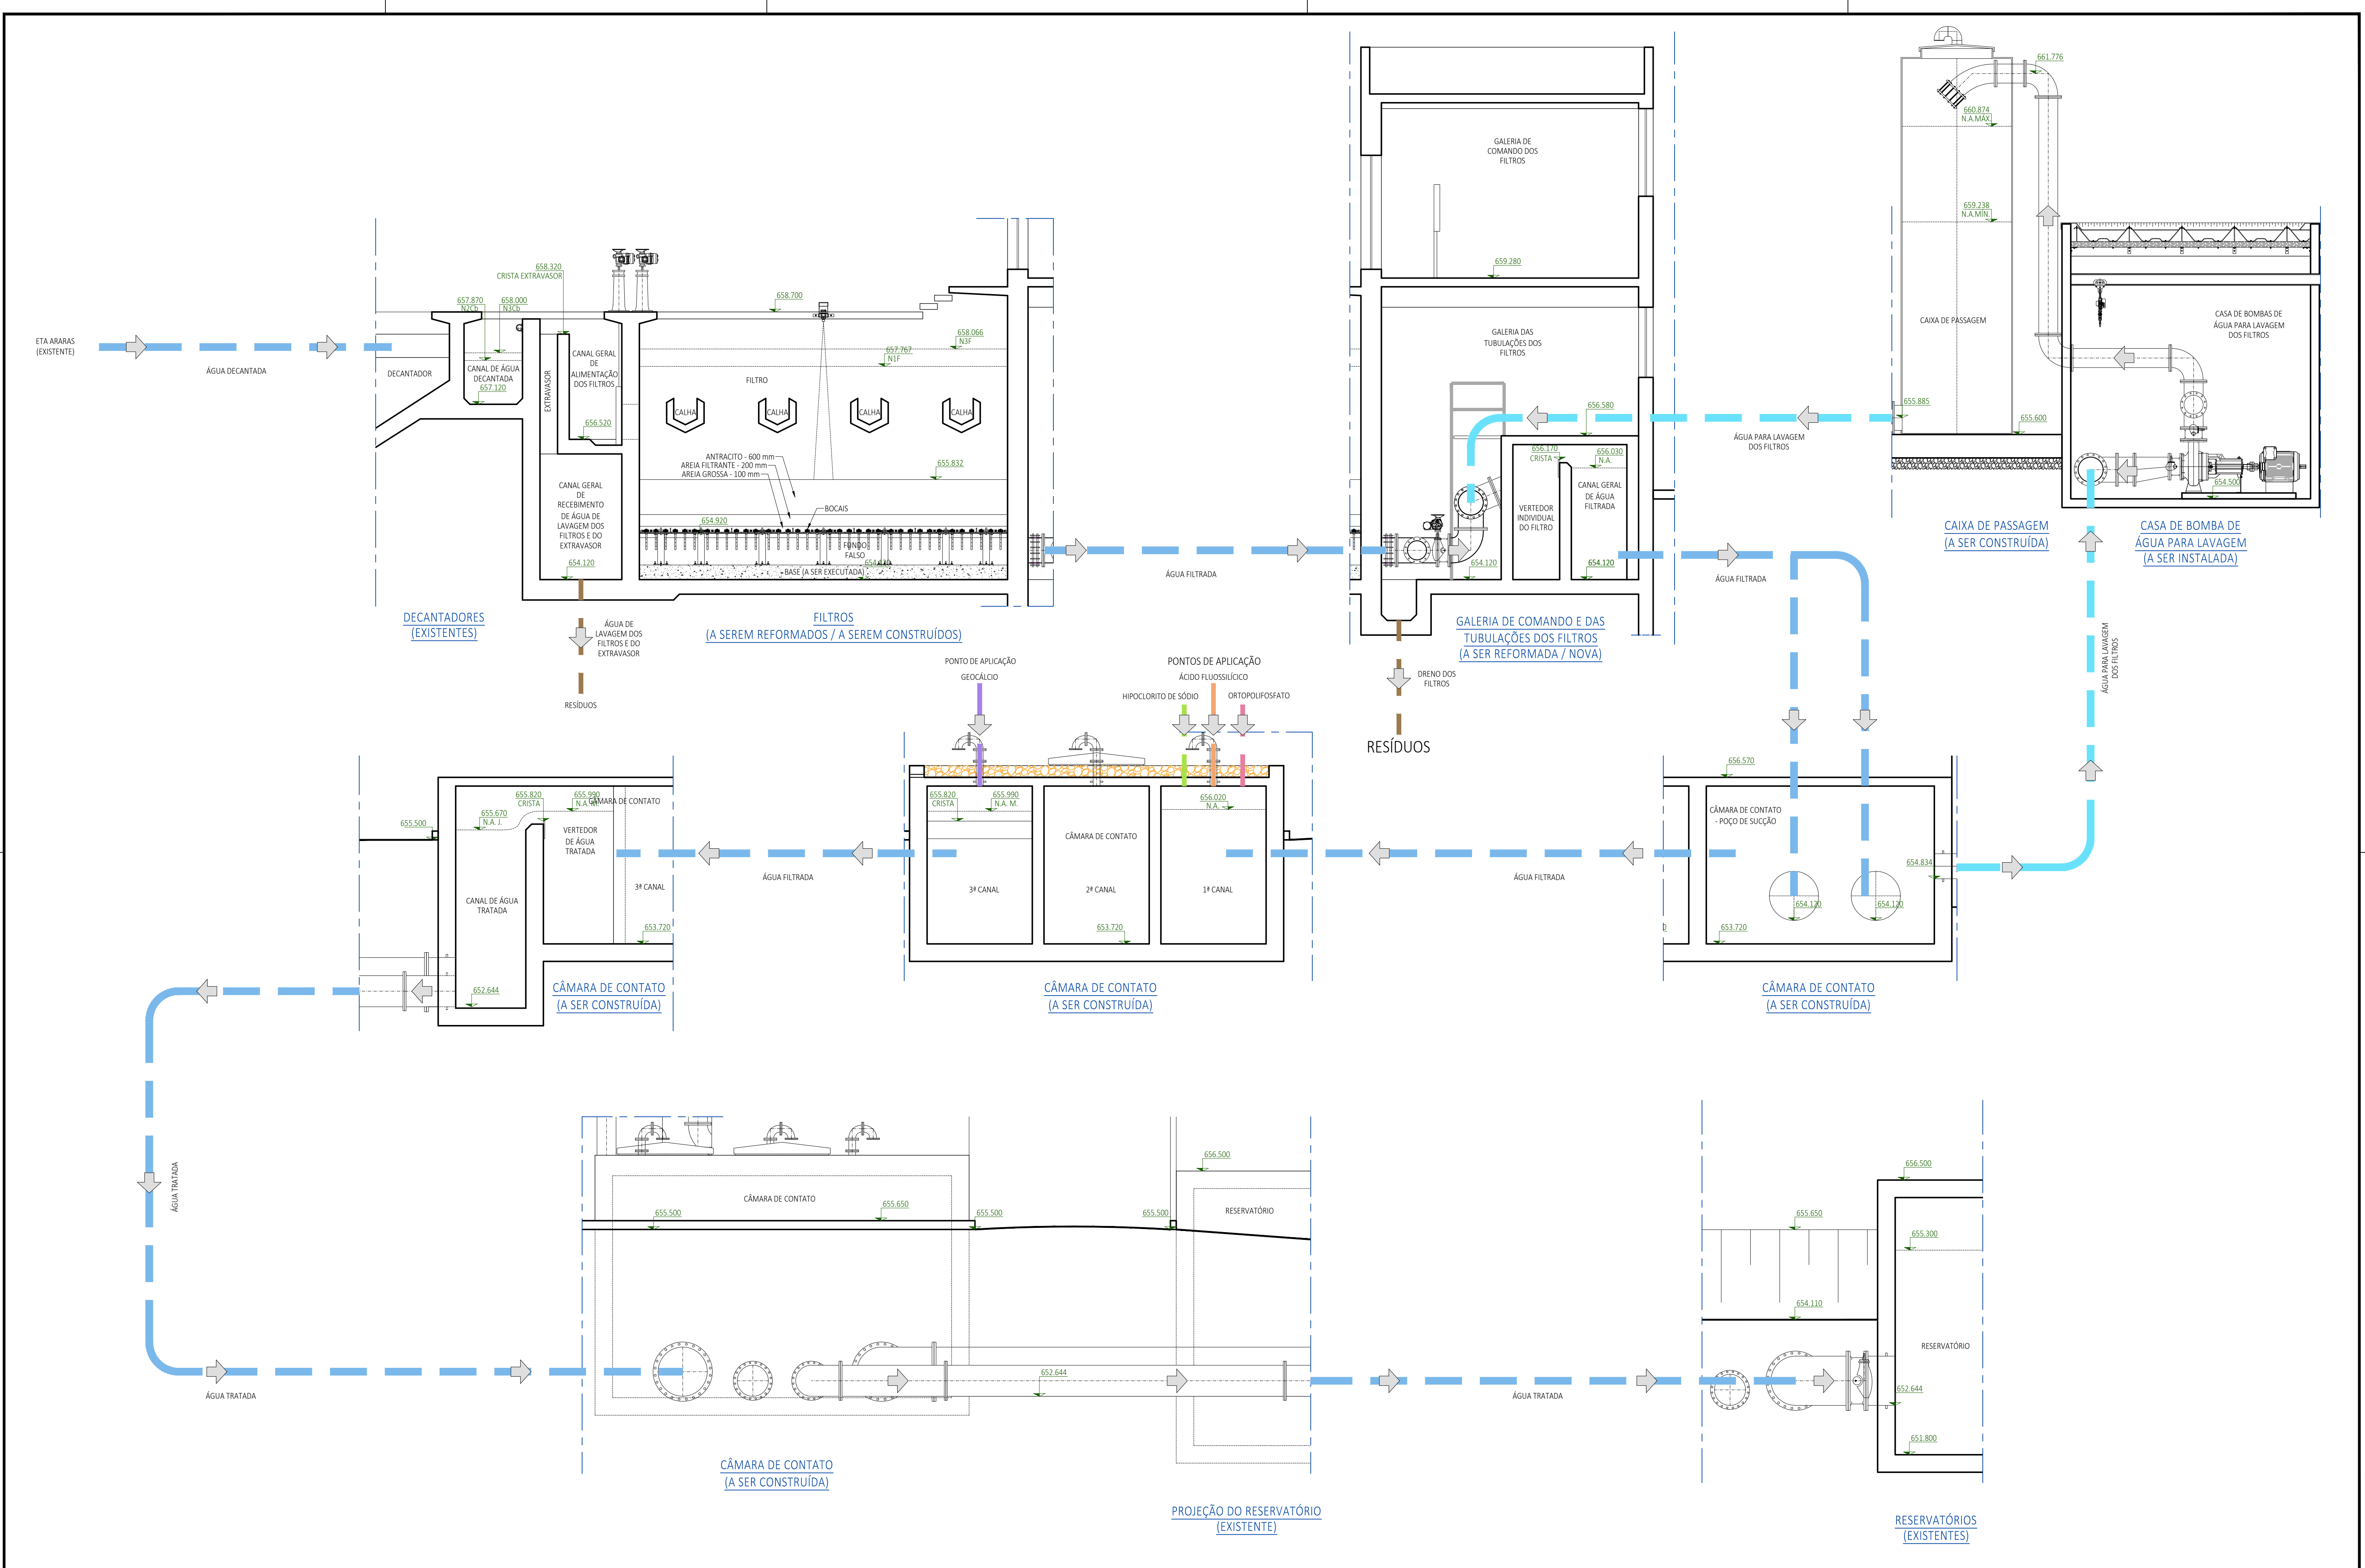 ETA ARARAS
(EXISTENTE)
ÁGUA DECANTADA
DECANTADOR
657.870
N2Cb
658.000
N3Cb
CANAL DE ÁGUA
DECANTADA
657.120
658.320
CRISTA EXTRAVASOR
EXTRAVASOR
CANAL GERAL
DE
ALIMENTAÇÃO
DOS FILTROS
656.520
CANAL GERAL
DE
RECEBIMENTO
DE ÁGUA DE
LAVAGEM DOS
FILTROS E DO
EXTRAVASOR
654.120
658.700
658.066
N3F
657.767
N1F
FILTRO
CALHA
CALHA
CALHA
CALHA
ANTRACITO - 600 mm
AREIA FILTRANTE - 200 mm
AREIA GROSSA - 100 mm
655.832
BOCAIS
654.920
FUNDO
FALSO
BASE (A SER EXECUTADA)
DECANTADORES
(EXISTENTES)
ÁGUA DE
LAVAGEM DOS
FILTROS E DO
EXTRAVASOR
RESÍDUOS
FILTROS
(A SEREM REFORMADOS / A SEREM CONSTRUÍDOS)
ÁGUA FILTRADA
GALERIA DE
COMANDO DOS
FILTROS
659.280
GALERIA DAS
TUBULAÇÕES DOS
FILTROS
656.580
656.170
CRISTA
656.030
N.A.
CANAL GERAL
DE ÁGUA
FILTRADA
VERTEDOR
INDIVIDUAL
DO FILTRO
654.120
654.120
GALERIA DE COMANDO E DAS
TUBULAÇÕES DOS FILTROS
(A SER REFORMADA / NOVA)
DRENO DOS
FILTROS
RESÍDUOS
ÁGUA PARA LAVAGEM
DOS FILTROS
ÁGUA FILTRADA
661.776
660.874
N.A.MÁX.
659.238
N.A.MÍN.
CAIXA DE PASSAGEM
655.885
655.600
CASA DE BOMBAS DE
ÁGUA PARA LAVAGEM
DOS FILTROS
654.500
CAIXA DE PASSAGEM
(A SER CONSTRUÍDA)
CASA DE BOMBA DE
ÁGUA PARA LAVAGEM
(A SER INSTALADA)
ÁGUA PARA LAVAGEM
DOS FILTROS
PONTO DE APLICAÇÃO
GEOCÁLCIO
PONTOS DE APLICAÇÃO
ÁCIDO FLUOSSILÍCICO
HIPOCLORITO DE SÓDIO
ORTOPOLIFOSFATO
655.500
655.670
N.A. J.
655.820
CRISTA
655.990
N.A. M.
CÂMARA DE CONTATO
VERTEDOR
DE ÁGUA
TRATADA
3ª CANAL
CANAL DE ÁGUA
TRATADA
653.720
652.644
CÂMARA DE CONTATO
(A SER CONSTRUÍDA)
ÁGUA FILTRADA
655.820
CRISTA
655.990
N.A. M.
656.020
N.A.
CÂMARA DE CONTATO
3ª CANAL
2ª CANAL
1ª CANAL
653.720
CÂMARA DE CONTATO
(A SER CONSTRUÍDA)
ÁGUA FILTRADA
656.570
CÂMARA DE CONTATO
- POÇO DE SUCÇÃO
654.834
654.120
654.120
653.720
CÂMARA DE CONTATO
(A SER CONSTRUÍDA)
ÁGUA TRATADA
ÁGUA TRATADA
CÂMARA DE CONTATO
655.500
655.650
655.500
655.500
656.500
RESERVATÓRIO
652.644
CÂMARA DE CONTATO
(A SER CONSTRUÍDA)
PROJEÇÃO DO RESERVATÓRIO
(EXISTENTE)
ÁGUA TRATADA
656.500
655.650
655.300
654.110
RESERVATÓRIO
652.644
651.800
RESERVATÓRIOS
(EXISTENTES)